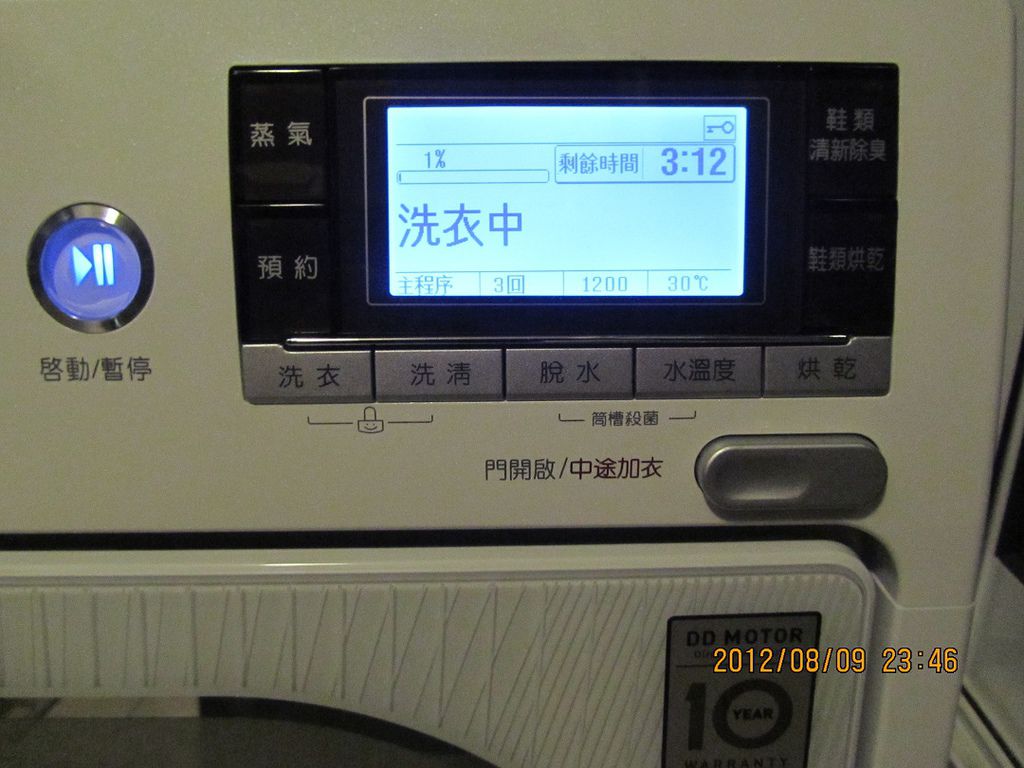 蒸氣
預約
啓動/暫停
1%
剩餘時間 3:12
洗衣中
主程序 3回 1200 30℃
鞋類
清新除臭
鞋類烘乾
洗衣 洗清 脫水 水溫度 烘乾
筒槽殺菌
門開啟/中途加衣
DD MOTOR
10 YEAR
WARRANTY
2012/08/09 23:46